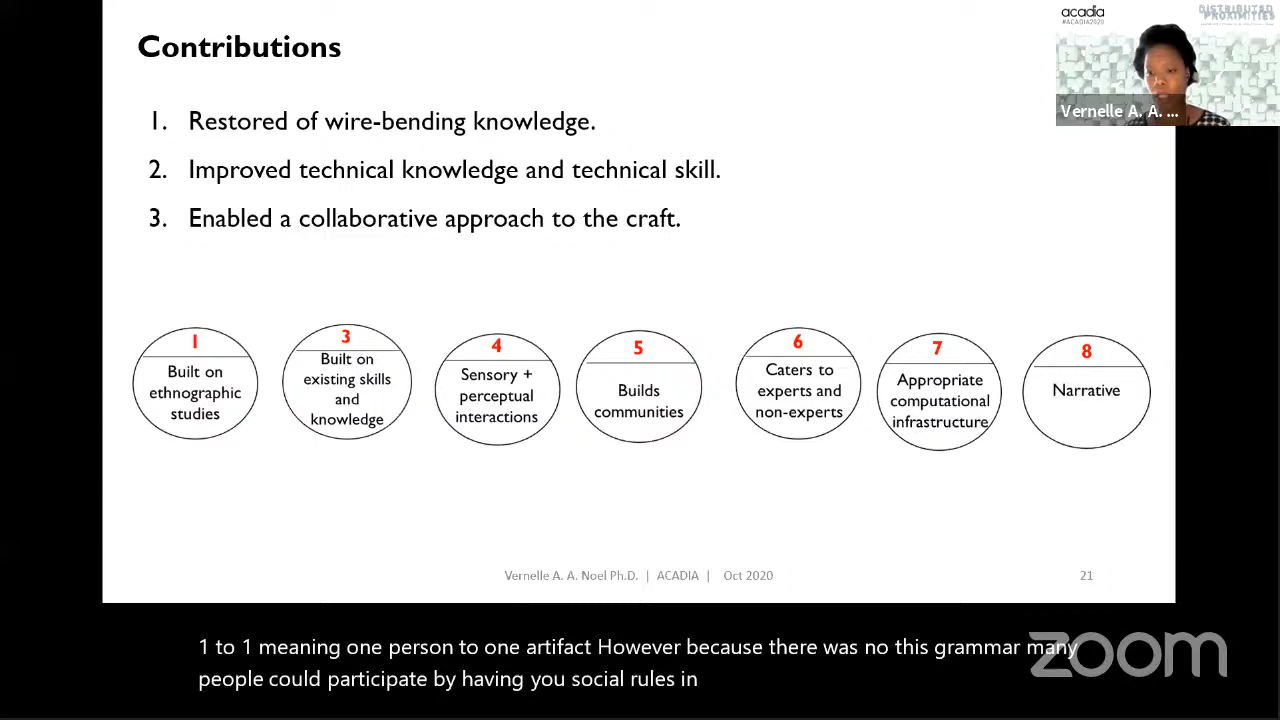 Contributions
acadia
#ACADIA2020
DISTRIBUTED
PROXIMITIES
Vernelle A. A. ...
1. Restored of wire-bending knowledge.
2. Improved technical knowledge and technical skill.
3. Enabled a collaborative approach to the craft.
1
Built on
ethnographic
studies
3
Built on
existing skills
and
knowledge
4
Sensory +
perceptual
interactions
5
Builds
communities
6
Caters to
experts and
non-experts
7
Appropriate
computational
infrastructure
8
Narrative
Vernelle A. A. Noel Ph.D. | ACADIA | Oct 2020
21
1 to 1 meaning one person to one artifact However because there was no this grammar many
people could participate by having you social rules in
zoom